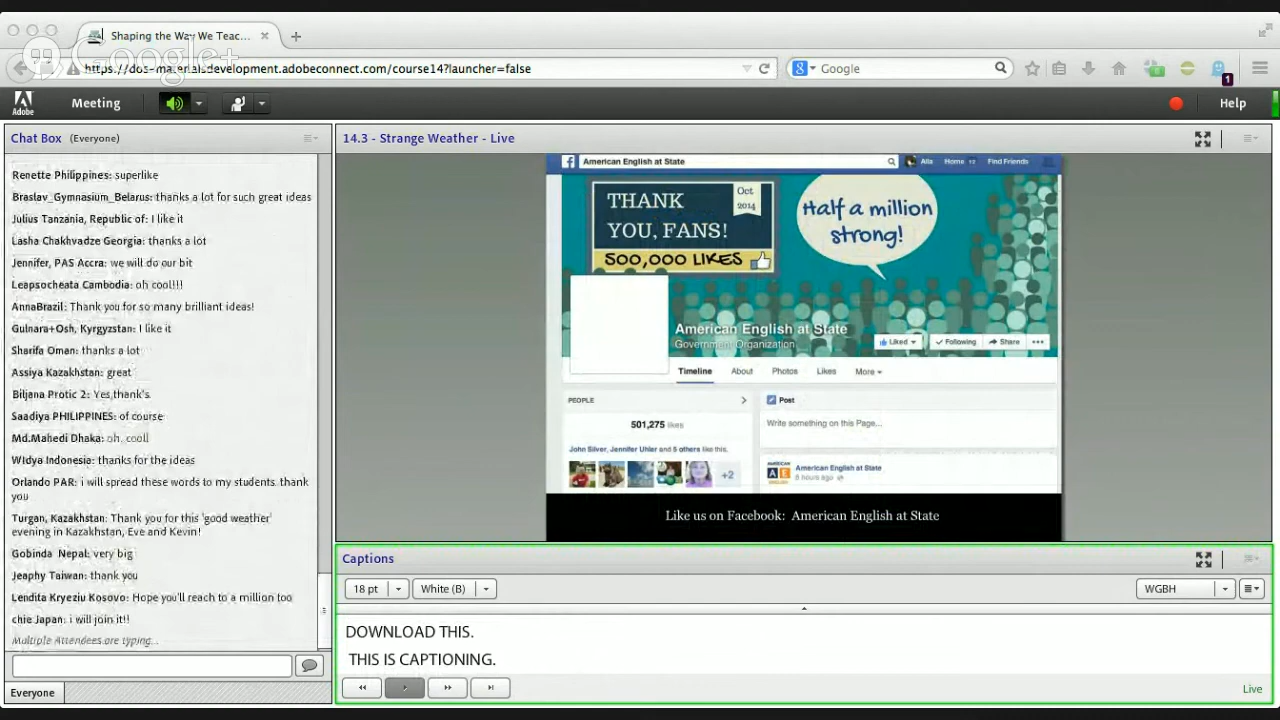 Shaping the Way We Teac...
Google+
materialsdevelopment.adobeconnect.com/course14?launcher=false
Google
1
Adobe
Meeting
Help
Chat Box (Everyone)
Renette Philippines: superlike
Braslav_Gymnasium_Belarus: thanks a lot for such great ideas
Julius Tanzania, Republic of: I like it
Lasha Chakhvadze Georgia: thanks a lot
Jennifer, PAS Accra: we will do our bit
Leapsocheata Cambodia: oh cool!!!
AnnaBrazil: Thank you for so many brilliant ideas!
Gulnara+Osh, Kyrgyzstan: I like it
Sharifa Oman: thanks a lot
Assiya Kazakhstan: great
Biljana Protic 2: Yes,thank's.
Saadiya PHILIPPINES: of course
Md.Mahedi Dhaka: oh. cooll
Widya Indonesia: thanks for the ideas
Orlando PAR: i will spread these words to my students. thank
you
Turgan, Kazakhstan: Thank you for this 'good weather'
evening in Kazakhstan, Eve and Kevin!
Gobinda Nepal: very big
Jeaphy Taiwan: thank you
Lendita Kryeziu Kosovo: Hope you'll reach to a million too
chie Japan: i will join it!!
Multiple Attendees are typing...
Everyone
14.3 - Strange Weather - Live
American English at State
Aila Home Find Friends
THANK
YOU, FANS!
Oct
2014
500,000 LIKES
Half a million
strong!
American English at State
Government Organization
Liked
Following
Share
Timeline About Photos Likes More
PEOPLE
501,275 likes
John Silver, Jennifer Uhler and 5 others like this.
+2
Post
Write something on this Page...
AMERICAN
AE
ENGLISH
American English at State
Like us on Facebook: American English at State
Captions
18 pt
White (B)
WGBH
DOWNLOAD THIS.
THIS IS CAPTIONING.
Live